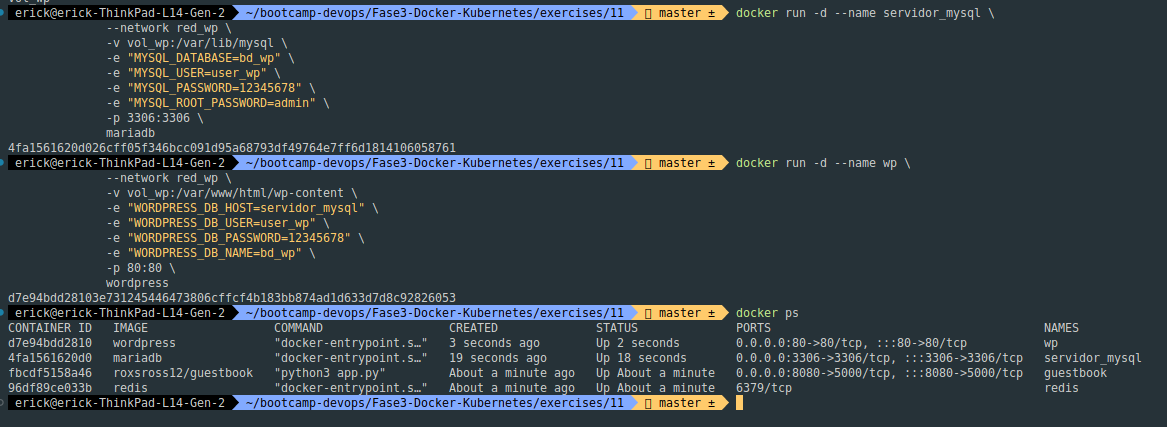 vol_wp
erick@erick-ThinkPad-L14-Gen-2 ~/bootcamp-devops/Fase3-Docker-Kubernetes/exercises/11 master ± docker run -d --name servidor_mysql \
--network red_wp \
-v vol_wp:/var/lib/mysql \
-e "MYSQL_DATABASE=bd_wp" \
-e "MYSQL_USER=user_wp" \
-e "MYSQL_PASSWORD=12345678" \
-e "MYSQL_ROOT_PASSWORD=admin" \
-p 3306:3306 \
mariadb
4fa1561620d026cff05f346bcc091d95a68793df49764e7ff6d1814106058761
erick@erick-ThinkPad-L14-Gen-2 ~/bootcamp-devops/Fase3-Docker-Kubernetes/exercises/11 master ± docker run -d --name wp \
--network red_wp \
-v vol_wp:/var/www/html/wp-content \
-e "WORDPRESS_DB_HOST=servidor_mysql" \
-e "WORDPRESS_DB_USER=user_wp" \
-e "WORDPRESS_DB_PASSWORD=12345678" \
-e "WORDPRESS_DB_NAME=bd_wp" \
-p 80:80 \
wordpress
d7e94bdd28103e731245446473806cffcf4b183bb874ad1d633d7d8c92826053
erick@erick-ThinkPad-L14-Gen-2 ~/bootcamp-devops/Fase3-Docker-Kubernetes/exercises/11 master ± docker ps
CONTAINER ID IMAGE COMMAND CREATED STATUS PORTS NAMES
d7e94bdd2810 wordpress "docker-entrypoint.s…" 3 seconds ago Up 2 seconds 0.0.0.0:80->80/tcp, :::80->80/tcp wp
4fa1561620d0 mariadb "docker-entrypoint.s…" 19 seconds ago Up 18 seconds 0.0.0.0:3306->3306/tcp, :::3306->3306/tcp servidor_mysql
fbcdf5158a46 roxsross12/guestbook "python3 app.py" About a minute ago Up About a minute 0.0.0.0:8080->5000/tcp, :::8080->5000/tcp guestbook
96df89ce033b redis "docker-entrypoint.s…" About a minute ago Up About a minute 6379/tcp redis
erick@erick-ThinkPad-L14-Gen-2 ~/bootcamp-devops/Fase3-Docker-Kubernetes/exercises/11 master ±